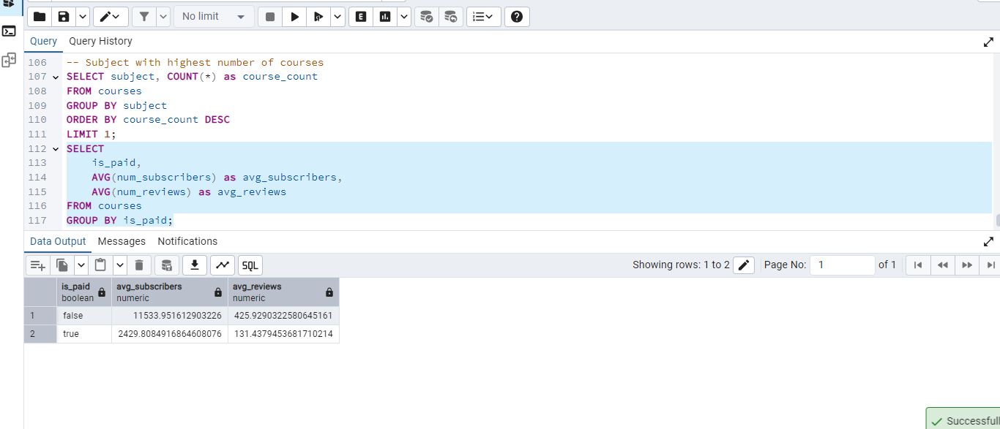 No limit
E
SQL
Query Query History
106 -- Subject with highest number of courses
107 SELECT subject, COUNT(*) as course_count
108 FROM courses
109 GROUP BY subject
110 ORDER BY course_count DESC
111 LIMIT 1;
112 SELECT
113 is_paid,
114 AVG(num_subscribers) as avg_subscribers,
115 AVG(num_reviews) as avg_reviews
116 FROM courses
117 GROUP BY is_paid;
Data Output Messages Notifications
Showing rows: 1 to 2 Page No: 1 of 1
is_paid avg_subscribers avg_reviews
boolean numeric numeric
1 false 11533.951612903226 425.9290322580645161
2 true 2429.8084916864608076 131.4379453681710214
Successfull